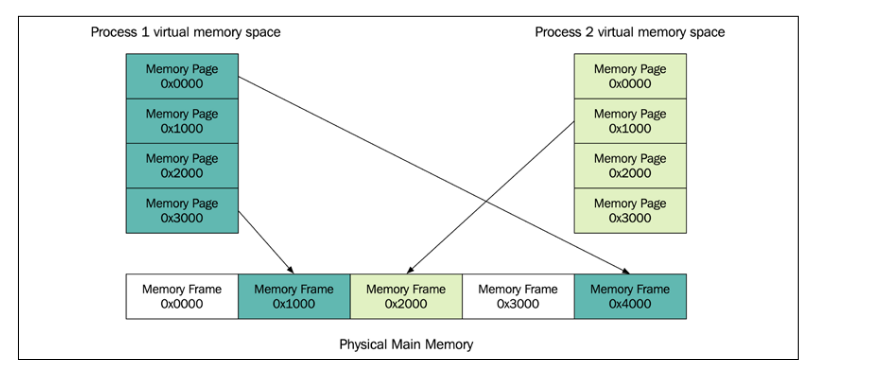 Process 1 virtual memory space
Process 2 virtual memory space
Memory Page
0x0000
Memory Page
0x1000
Memory Page
0x2000
Memory Page
0x3000
Memory Page
0x0000
Memory Page
0x1000
Memory Page
0x2000
Memory Page
0x3000
Memory Frame
0x0000
Memory Frame
0x1000
Memory Frame
0x2000
Memory Frame
0x3000
Memory Frame
0x4000
Physical Main Memory